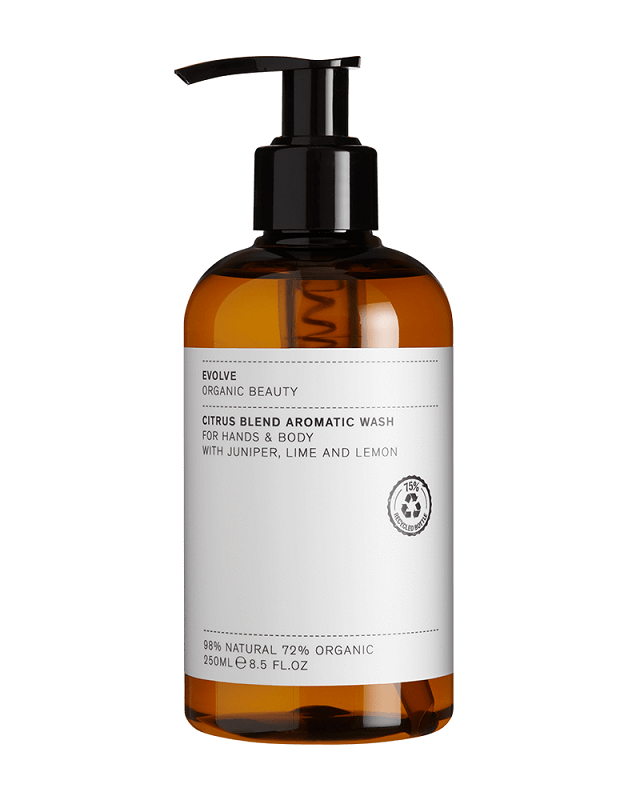 EVOLVE
ORGANIC BEAUTY
CITRUS BLEND AROMATIC WASH
FOR HANDS & BODY
WITH JUNIPER, LIME AND LEMON
75%
RECYCLED BOTTLE
98% NATURAL 72% ORGANIC
250ML ℮ 8.5 FL.OZ